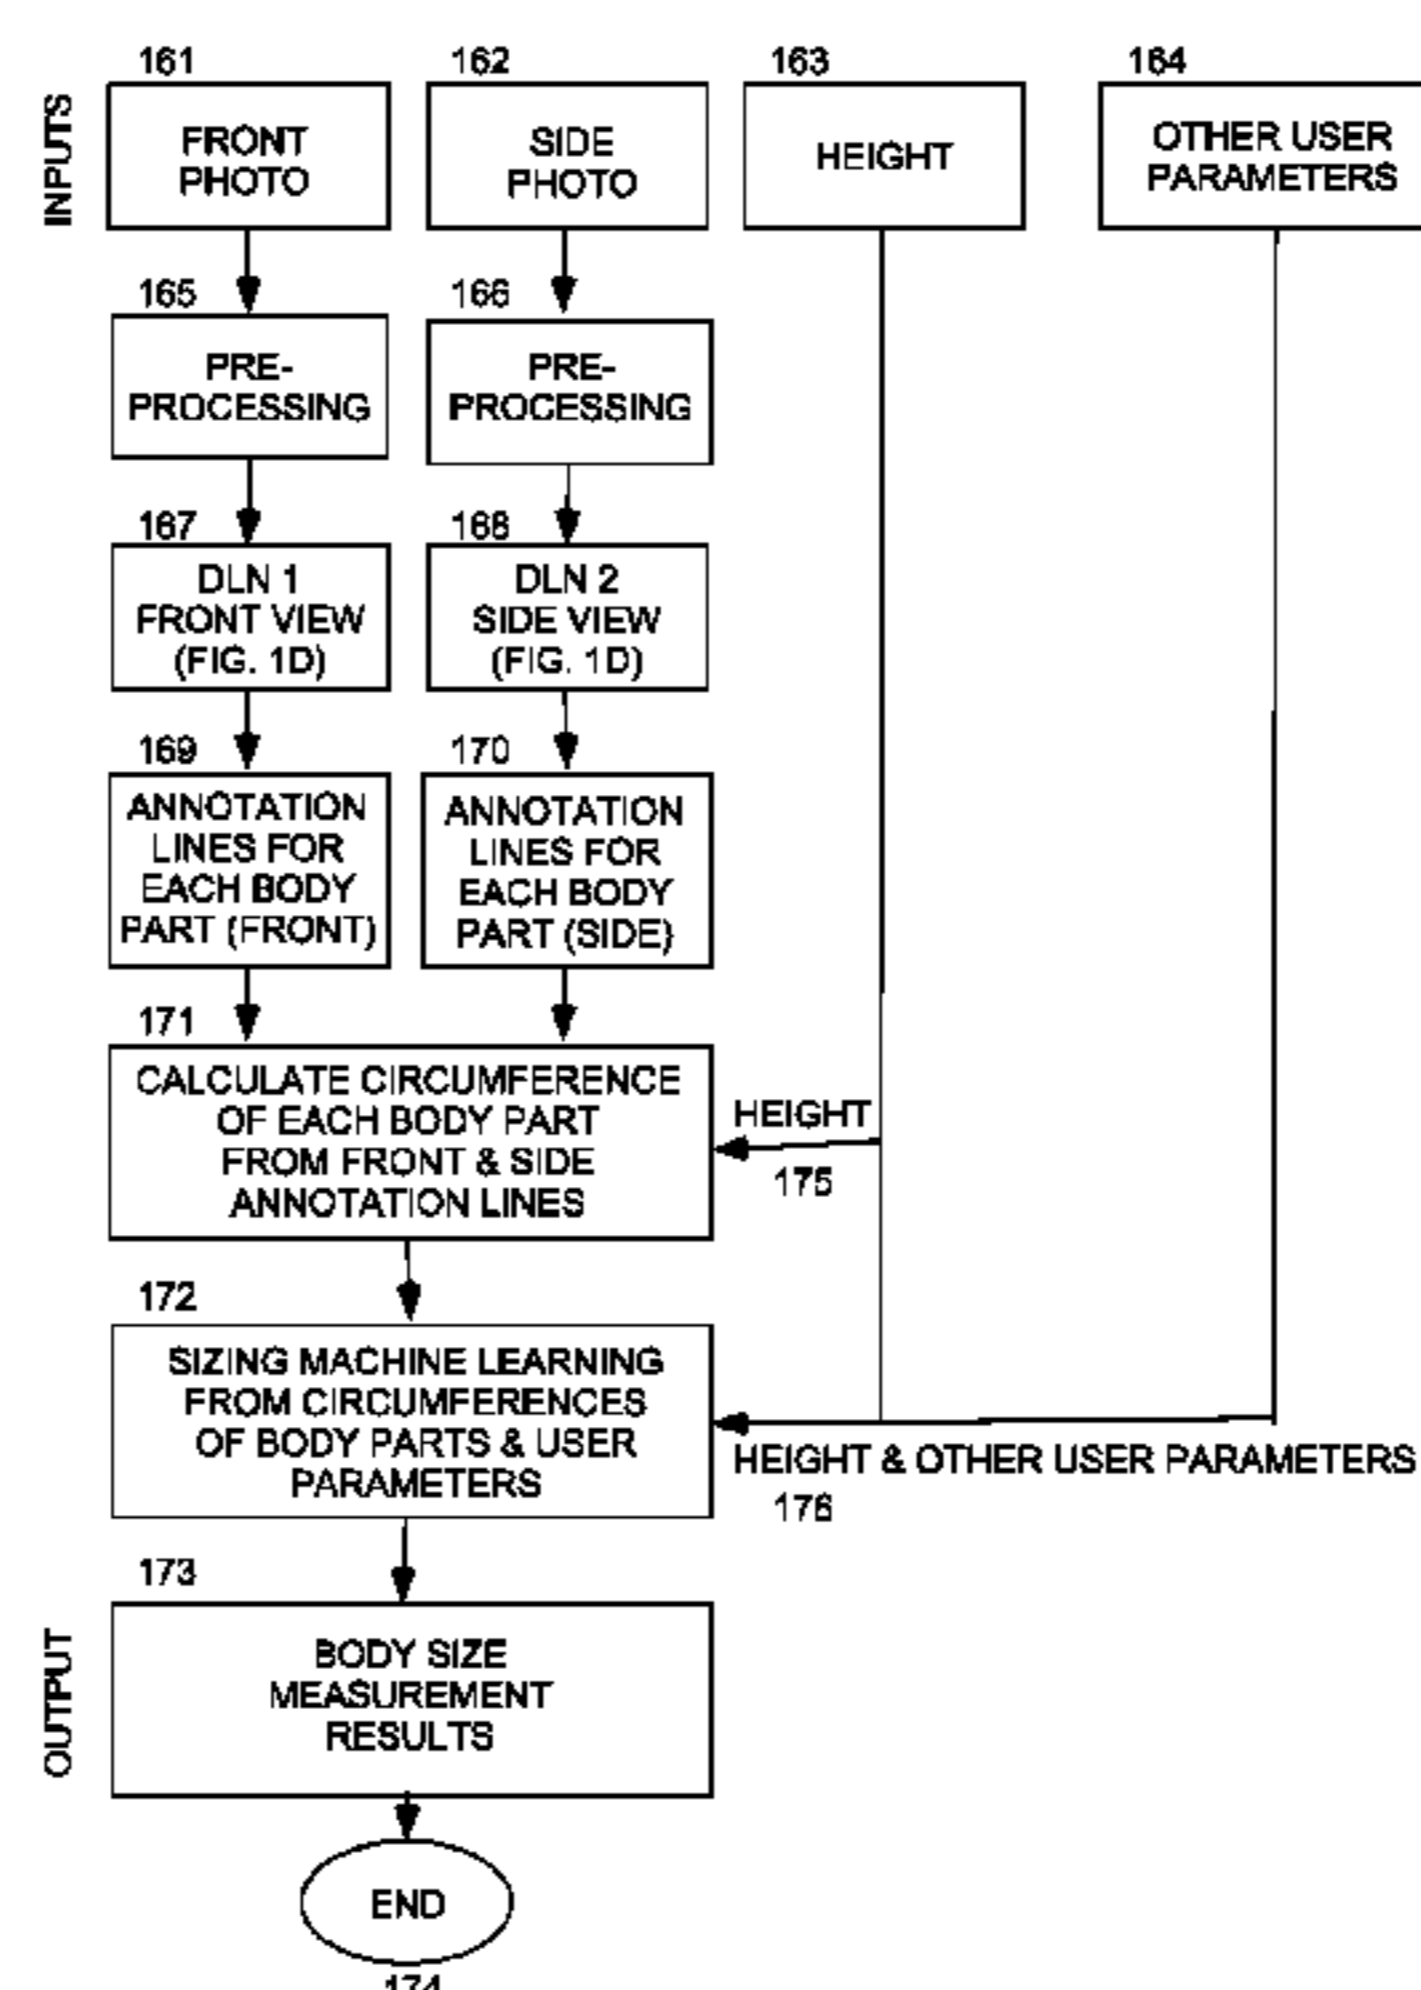 INPUTS
161
FRONT
PHOTO
162
SIDE
PHOTO
163
HEIGHT
164
OTHER USER
PARAMETERS
165
PRE-
PROCESSING
166
PRE-
PROCESSING
167
DLN 1
FRONT VIEW
(FIG. 1D)
168
DLN 2
SIDE VIEW
(FIG. 1D)
169
ANNOTATION
LINES FOR
EACH BODY
PART (FRONT)
170
ANNOTATION
LINES FOR
EACH BODY
PART (SIDE)
171
CALCULATE CIRCUMFERENCE
OF EACH BODY PART
FROM FRONT & SIDE
ANNOTATION LINES
HEIGHT
175
172
SIZING MACHINE LEARNING
FROM CIRCUMFERENCES
OF BODY PARTS & USER
PARAMETERS
HEIGHT & OTHER USER PARAMETERS
176
OUTPUT
173
BODY SIZE
MEASUREMENT
RESULTS
END
174